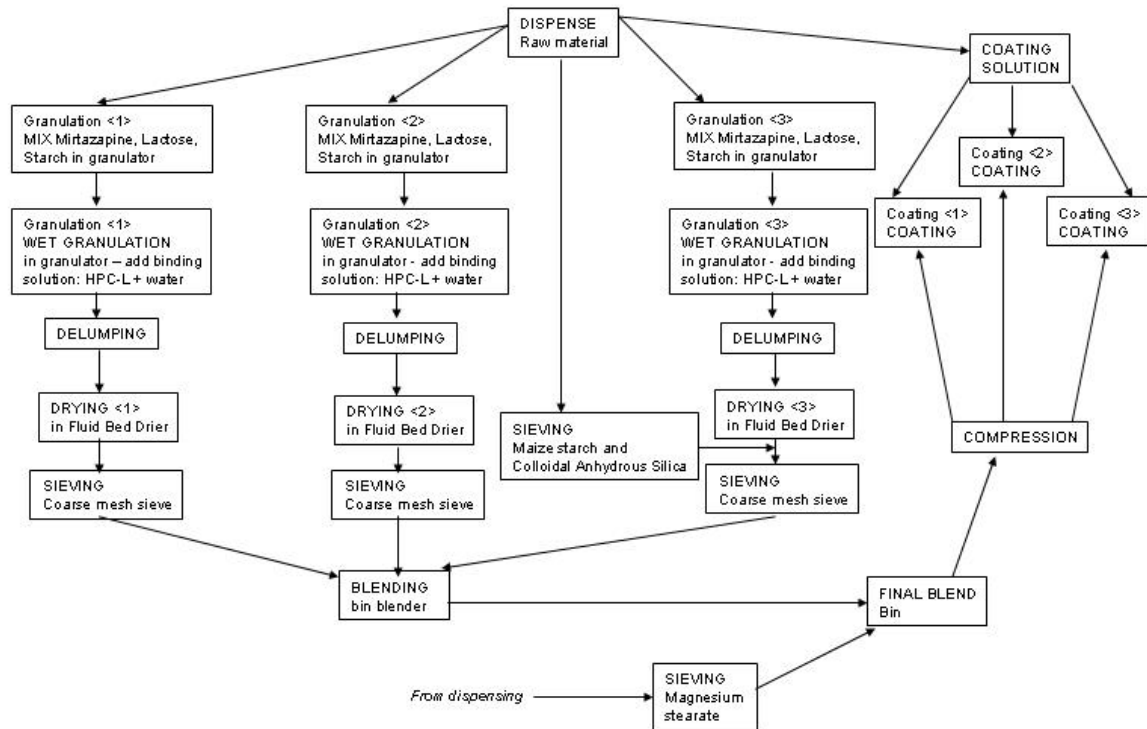 DISPENSE
Raw material
COATING
SOLUTION
Granulation <1>
MIX Mirtazapine, Lactose,
Starch in granulator
Granulation <2>
MIX Mirtazapine, Lactose,
Starch in granulator
Granulation <3>
MIX Mirtazapine, Lactose,
Starch in granulator
Coating <2>
COATING
Coating <1>
COATING
Coating <3>
COATING
Granulation <1>
WET GRANULATION
in granulator – add binding
solution: HPC-L + water
Granulation <2>
WET GRANULATION
in granulator - add binding
solution: HPC-L + water
Granulation <3>
WET GRANULATION
in granulator - add binding
solution: HPC-L + water
DELUMPING
DELUMPING
DELUMPING
DRYING <1>
in Fluid Bed Drier
DRYING <2>
in Fluid Bed Drier
SIEVING
Maize starch and
Colloidal Anhydrous Silica
DRYING <3>
in Fluid Bed Drier
COMPRESSION
SIEVING
Coarse mesh sieve
SIEVING
Coarse mesh sieve
SIEVING
Coarse mesh sieve
BLENDING
bin blender
FINAL BLEND
Bin
From dispensing
SIEVING
Magnesium
stearate